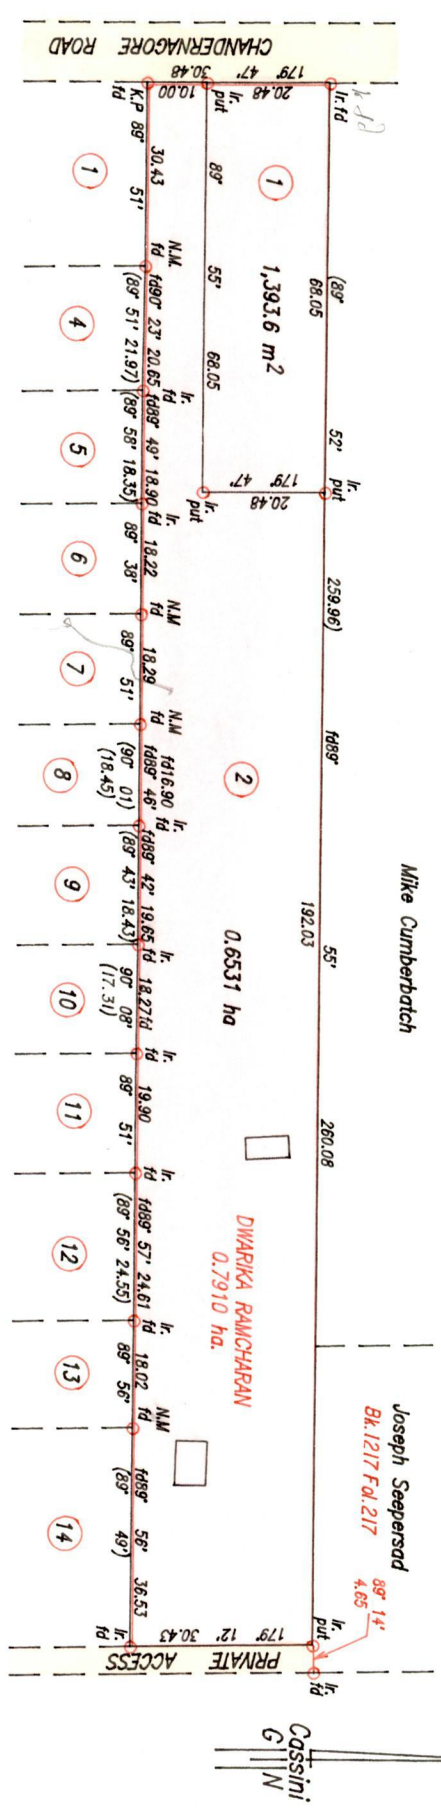 CHANDERNAGORE ROAD
179° 47' 30.48
20.48
10.00
Ir. fd
Ir. put
K.P fd
(89° 52' 259.96)
68.05
fd89° 55' 260.08
192.03
Ir. put
1
1,393.6 m2
89° 55' 68.05
179° 47' 20.48
Ir. put
Mike Cumberbatch
2
0.6531 ha
DWARIKA RAMCHARAN
0.7910 ha.
Joseph Seepersad
Bk.1217 Fol.217
89° 14'
4.65
Ir. put
Ir. fd
30.43
89° 51'
N.M. fd
fd90° 23' 20.65
(89° 51' 21.97)
Ir. fd
fd89° 49' 18.90
(89° 58' 18.35)
Ir. fd
18.22
89° 38'
N.M fd
18.29
89° 51'
N.M fd
fd16.90
fd89° 46'
(90° 01')
(18.45)
Ir. fd
fd89° 42' 19.65
(89° 43' 18.43)
Ir. fd
18.27fd
90° 08'
(17.31)
Ir. fd
19.90
89° 51'
Ir. fd
fd89° 57' 24.61
(89° 56' 24.55)
Ir. fd
18.02
89° 56'
N.M fd
fd89° 56' 36.53
(89° 49')
Ir. fd
179° 12' 30.43
PRIVATE ACCESS
1
4
5
6
7
8
9
10
11
12
13
14
Cassini
G N